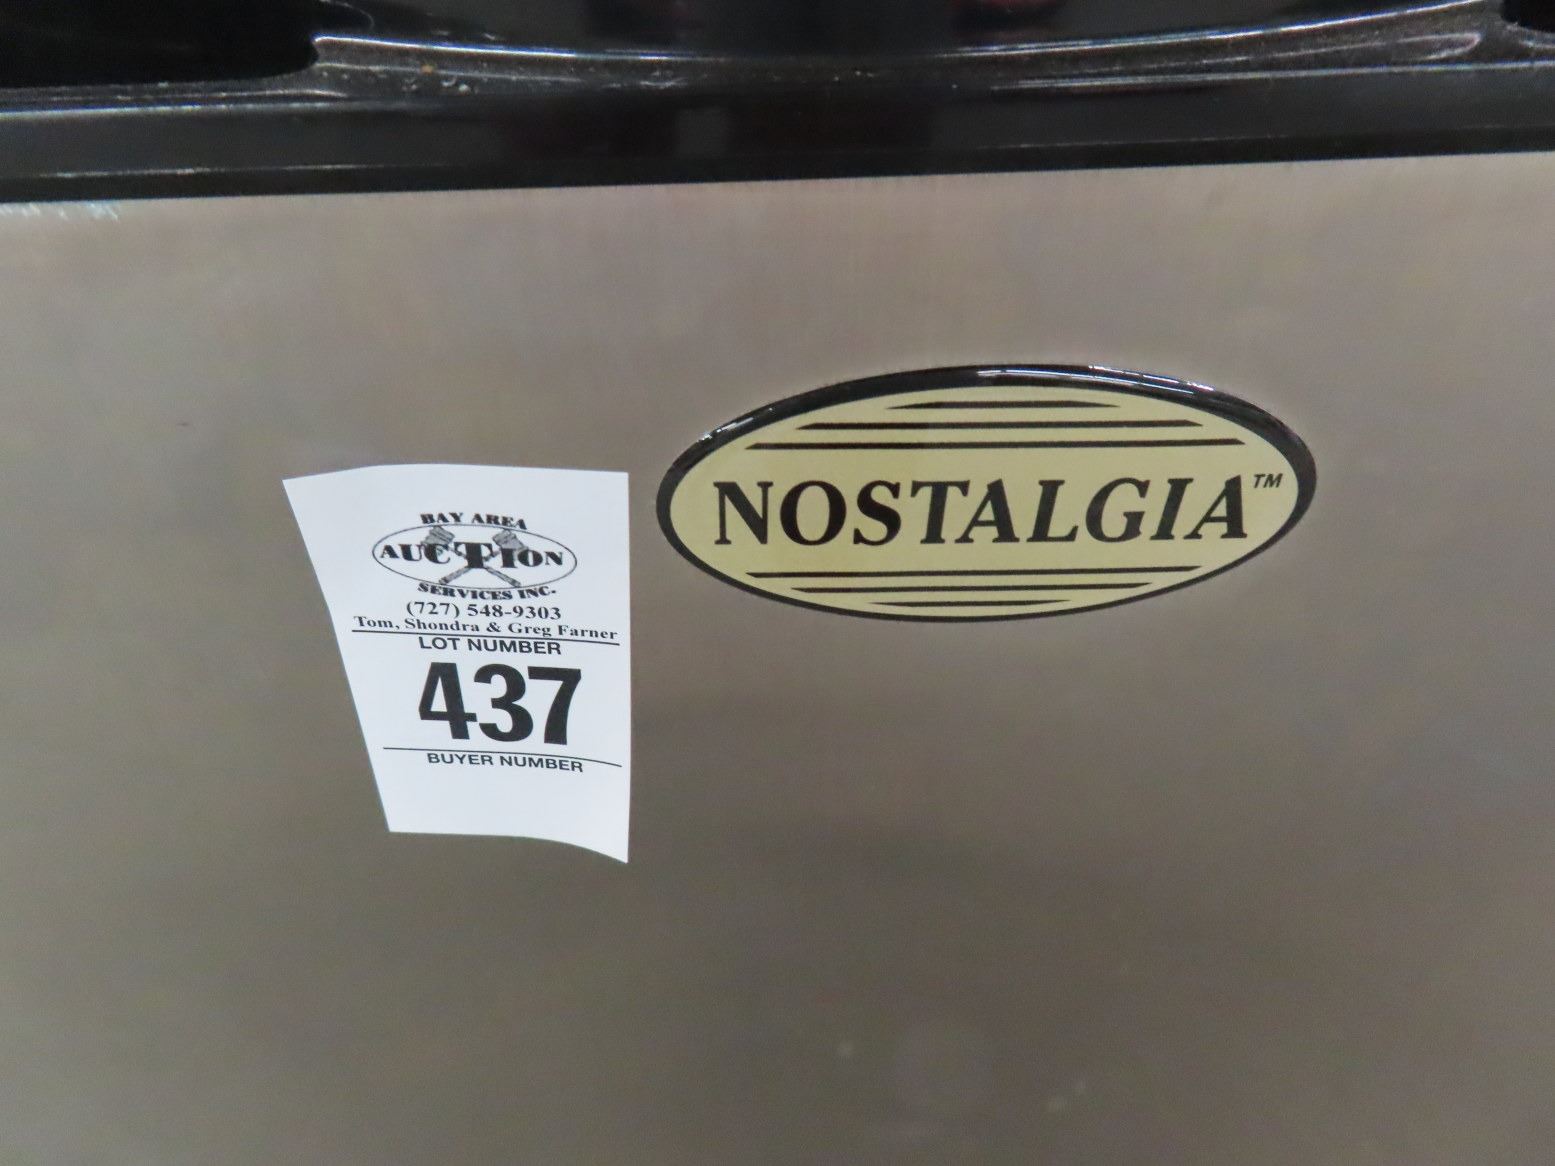 BAY AREA
AUCTION
SERVICES INC.
(727) 548-9303
Tom, Shondra & Greg Farner
LOT NUMBER
437
BUYER NUMBER
NOSTALGIA™